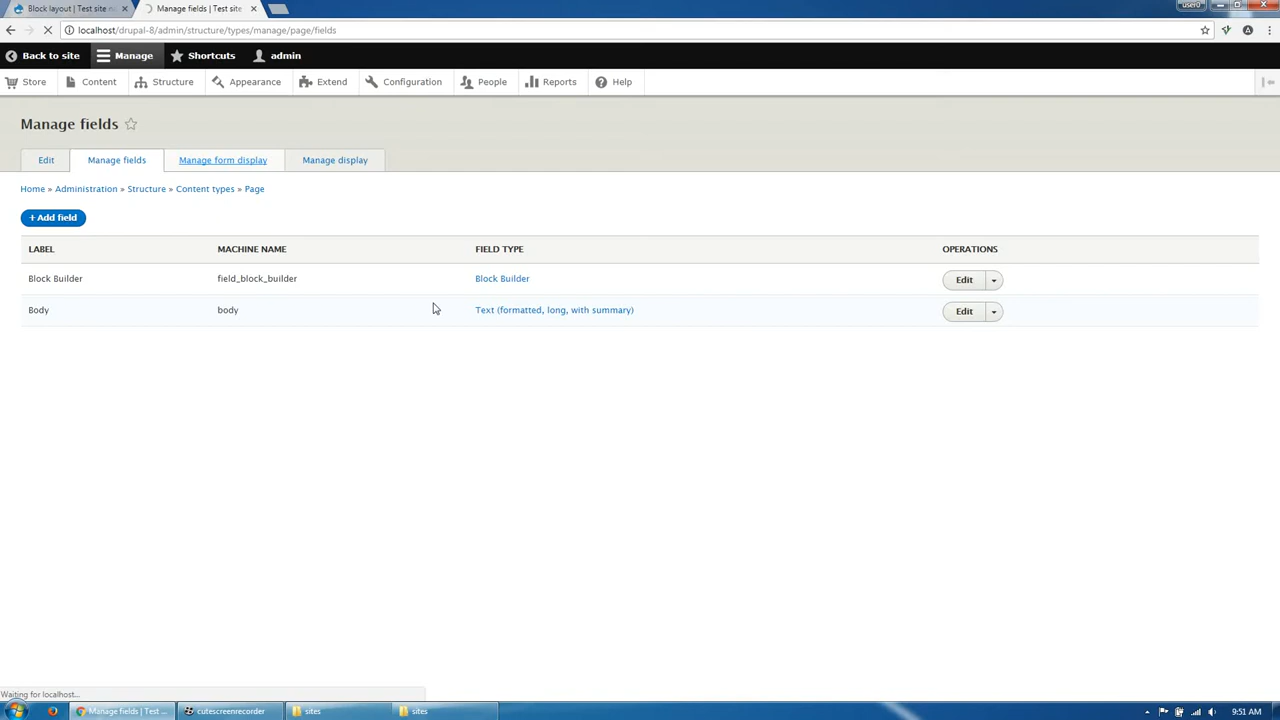 Block layout | Test site n
Manage fields | Test site
user0
localhost/drupal-8/admin/structure/types/manage/page/fields
Back to site
Manage
Shortcuts
admin
Store
Content
Structure
Appearance
Extend
Configuration
People
Reports
Help
Manage fields
Edit
Manage fields
Manage form display
Manage display
Home » Administration » Structure » Content types » Page
+ Add field
LABEL MACHINE NAME FIELD TYPE OPERATIONS
Block Builder field_block_builder Block Builder Edit
Body body Text (formatted, long, with summary) Edit
Waiting for localhost...
Manage fields | Test ...
cutescreenrecorder
sites
sites
9:51 AM